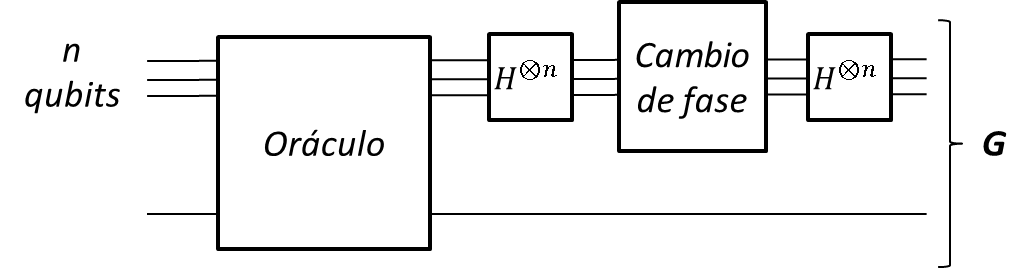 n
qubits
Oráculo
H⊗n
Cambio
de fase
H⊗n
G